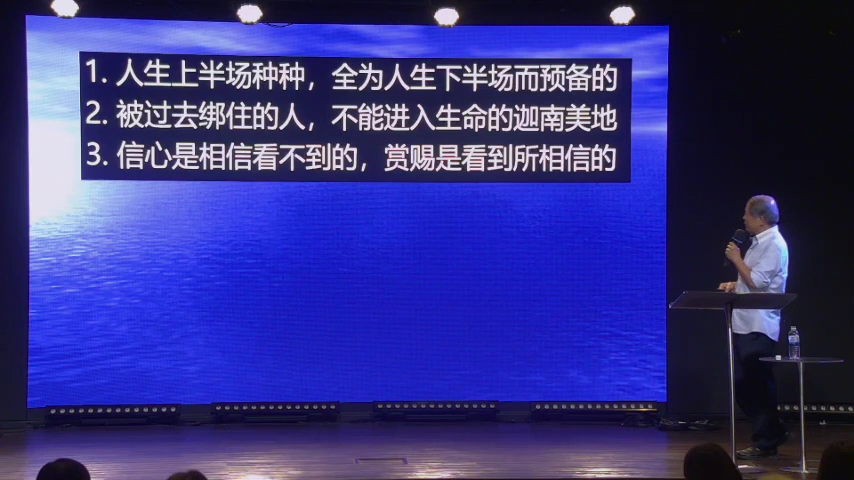 1. 人生上半场种种，全为人生下半场而预备的
2. 被过去绑住的人，不能进入生命的迦南美地
3. 信心是相信看不到的，赏赐是看到所相信的